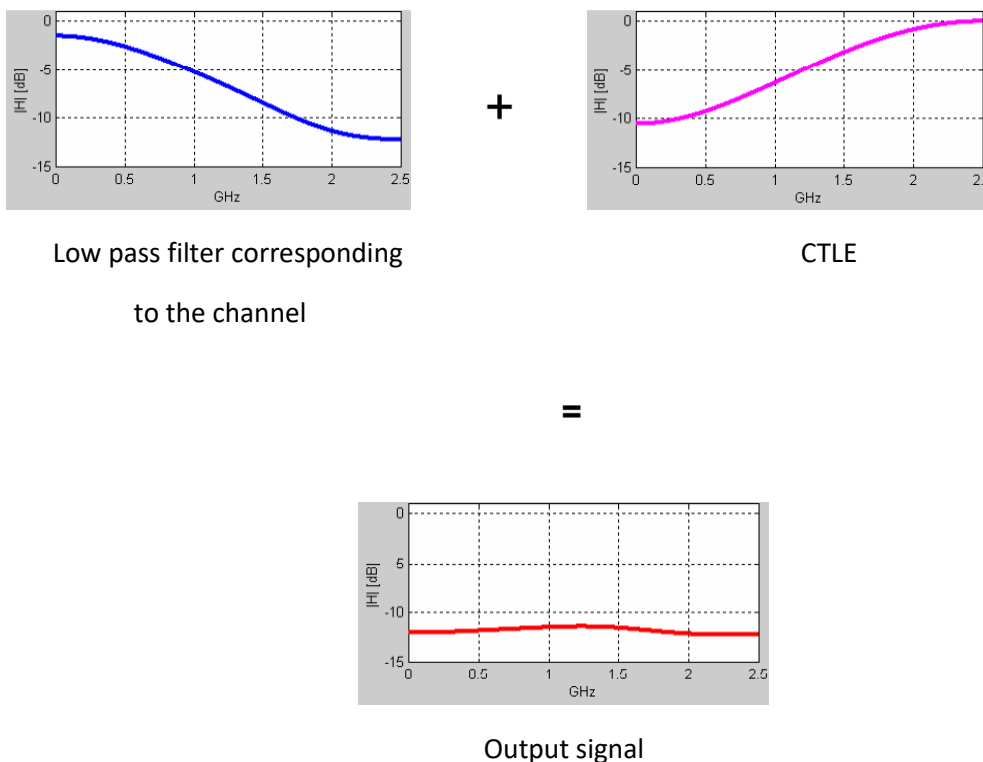 0
-5
-10
-15
|H| [dB]
0 0.5 1 1.5 2 2.5
GHz
Low pass filter corresponding
to the channel
+
0
-5
-10
-15
|H| [dB]
0 0.5 1 1.5 2 2.
GHz
CTLE
=
0
5
-10
-15
|H| [dB]
0 0.5 1 1.5 2 2.5
GHz
Output signal